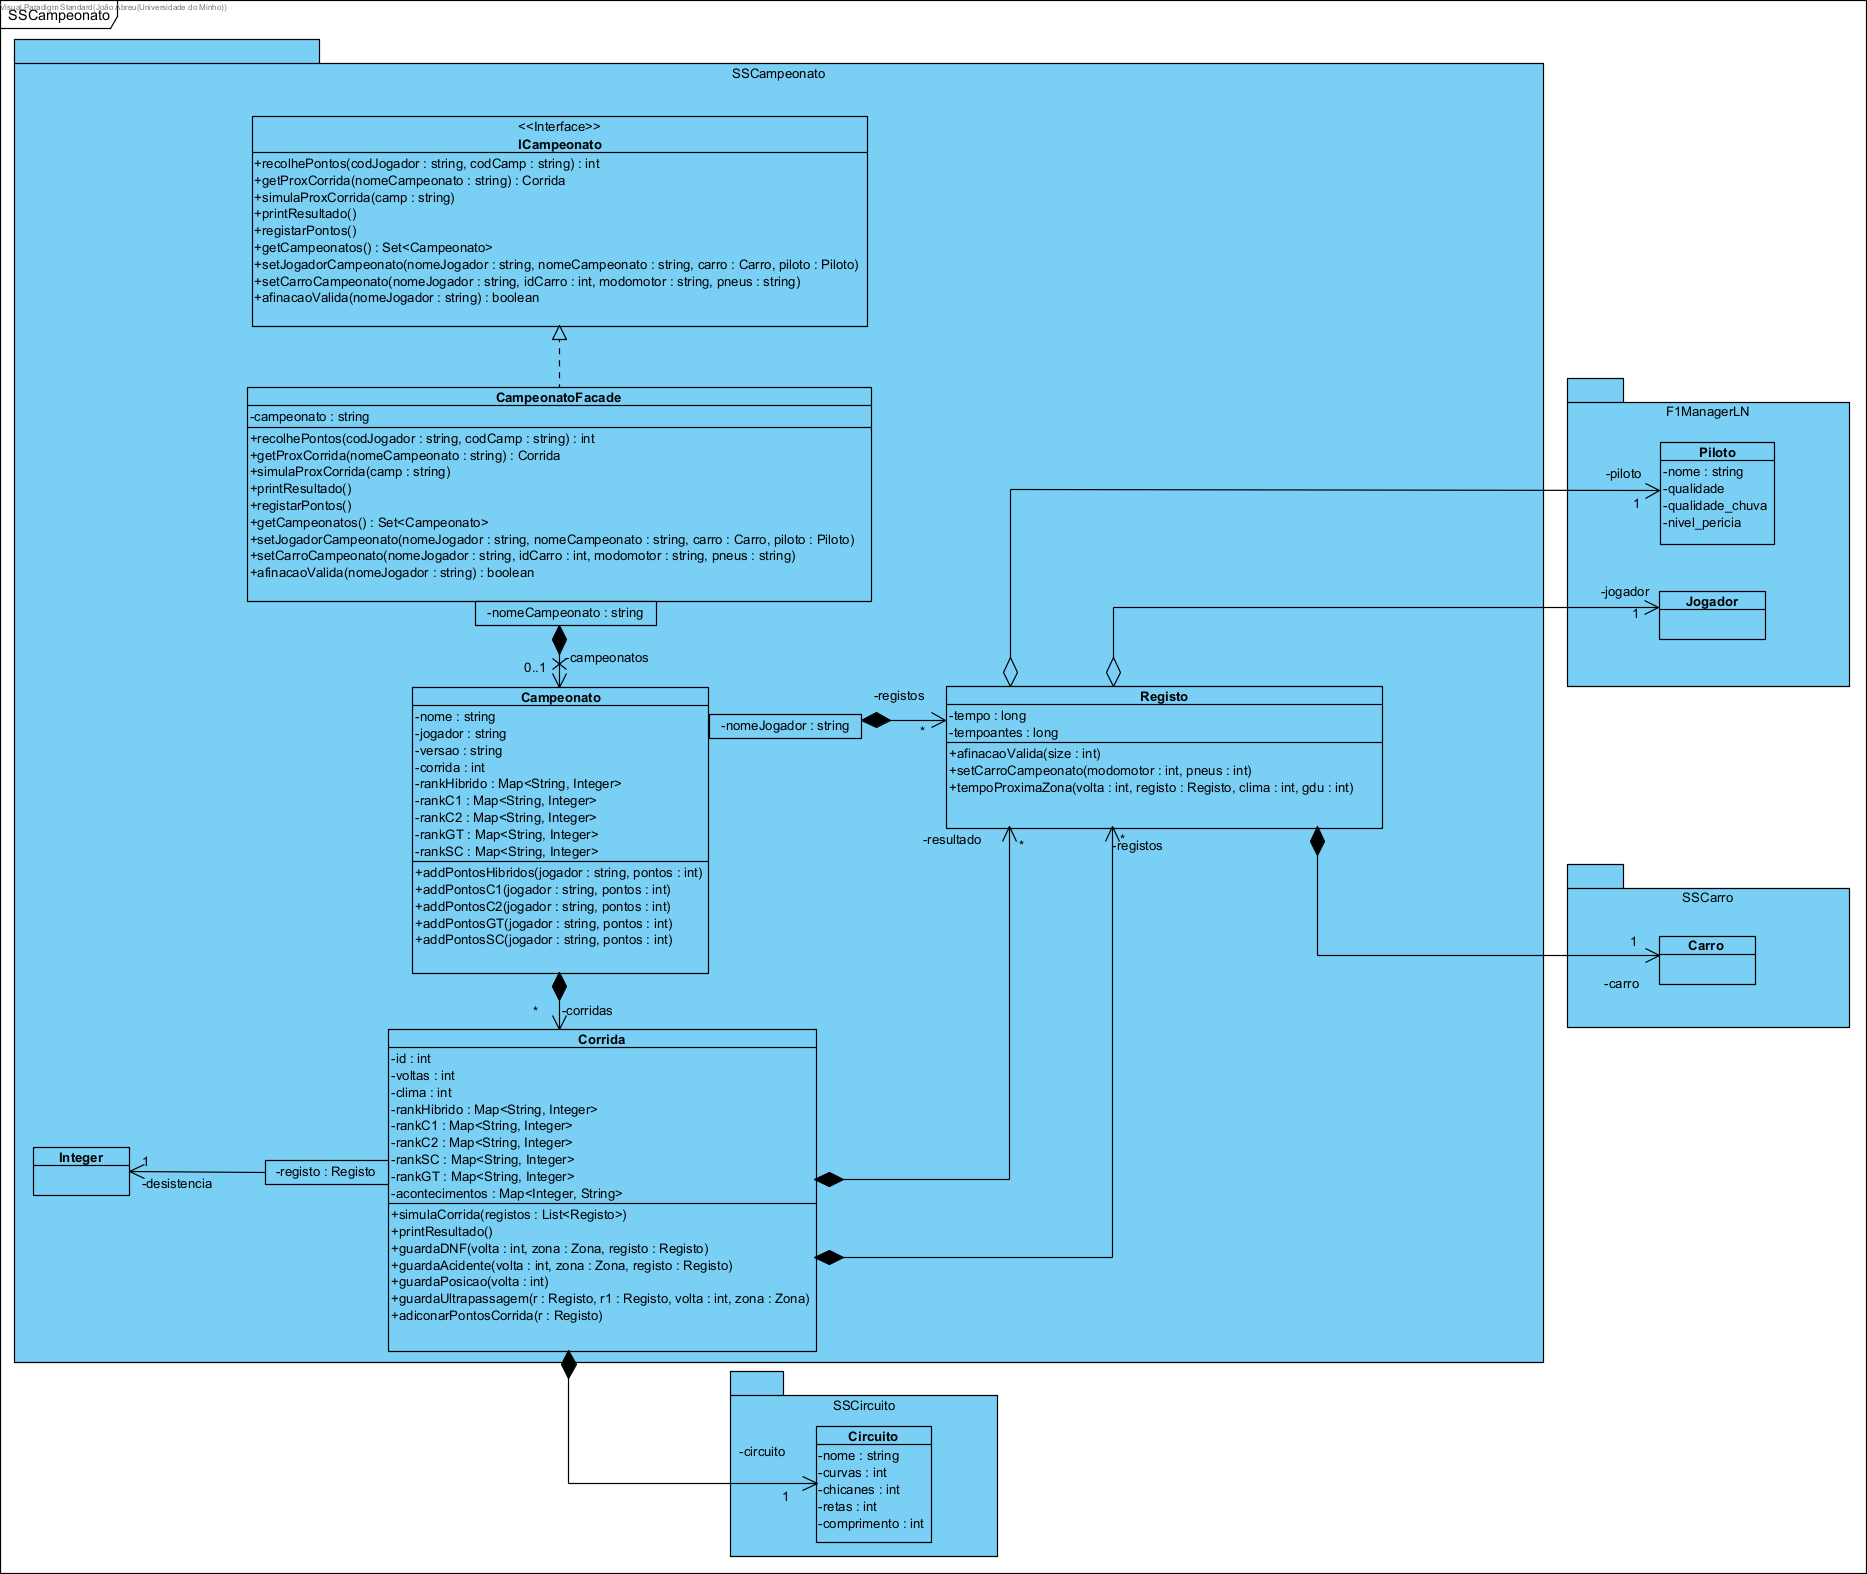 Visual Paradigm Standard(João Abreu(Universidade do Minho))
SSCampeonato
SSCampeonato
<<Interface>>
ICampeonato
+recolhePontos(codJogador : string, codCamp : string) : int
+getProxCorrida(nomeCampeonato : string) : Corrida
+simulaProxCorrida(camp : string)
+printResultado()
+registarPontos()
+getCampeonatos() : Set<Campeonato>
+setJogadorCampeonato(nomeJogador : string, nomeCampeonato : string, carro : Carro, piloto : Piloto)
+setCarroCampeonato(nomeJogador : string, idCarro : int, modomotor : string, pneus : string)
+afinacaoValida(nomeJogador : string) : boolean
CampeonatoFacade
-campeonato : string
+recolhePontos(codJogador : string, codCamp : string) : int
+getProxCorrida(nomeCampeonato : string) : Corrida
+simulaProxCorrida(camp : string)
+printResultado()
+registarPontos()
+getCampeonatos() : Set<Campeonato>
+setJogadorCampeonato(nomeJogador : string, nomeCampeonato : string, carro : Carro, piloto : Piloto)
+setCarroCampeonato(nomeJogador : string, idCarro : int, modomotor : string, pneus : string)
+afinacaoValida(nomeJogador : string) : boolean
-nomeCampeonato : string
-campeonatos
0..1
Campeonato
-nome : string
-jogador : string
-versao : string
-corrida : int
-rankHibrido : Map<String, Integer>
-rankC1 : Map<String, Integer>
-rankC2 : Map<String, Integer>
-rankGT : Map<String, Integer>
-rankSC : Map<String, Integer>
+addPontosHibridos(jogador : string, pontos : int)
+addPontosC1(jogador : string, pontos : int)
+addPontosC2(jogador : string, pontos : int)
+addPontosGT(jogador : string, pontos : int)
+addPontosSC(jogador : string, pontos : int)
-nomeJogador : string
-registos
*
Registo
-tempo : long
-tempoantes : long
+afinacaoValida(size : int)
+setCarroCampeonato(modomotor : int, pneus : int)
+tempoProximaZona(volta : int, registo : Registo, clima : int, gdu : int)
-resultado
*
*
-registos
F1ManagerLN
Piloto
-nome : string
-qualidade
-qualidade_chuva
-nivel_pericia
-piloto
1
-jogador
1
Jogador
SSCarro
1
Carro
-carro
*
-corridas
Corrida
-id : int
-voltas : int
-clima : int
-rankHibrido : Map<String, Integer>
-rankC1 : Map<String, Integer>
-rankC2 : Map<String, Integer>
-rankSC : Map<String, Integer>
-rankGT : Map<String, Integer>
-acontecimentos : Map<Integer, String>
+simulaCorrida(registos : List<Registo>)
+printResultado()
+guardaDNF(volta : int, zona : Zona, registo : Registo)
+guardaAcidente(volta : int, zona : Zona, registo : Registo)
+guardaPosicao(volta : int)
+guardaUltrapassagem(r : Registo, r1 : Registo, volta : int, zona : Zona)
+adiconarPontosCorrida(r : Registo)
Integer
1
-desistencia
-registo : Registo
SSCircuito
-circuito
1
Circuito
-nome : string
-curvas : int
-chicanes : int
-retas : int
-comprimento : int